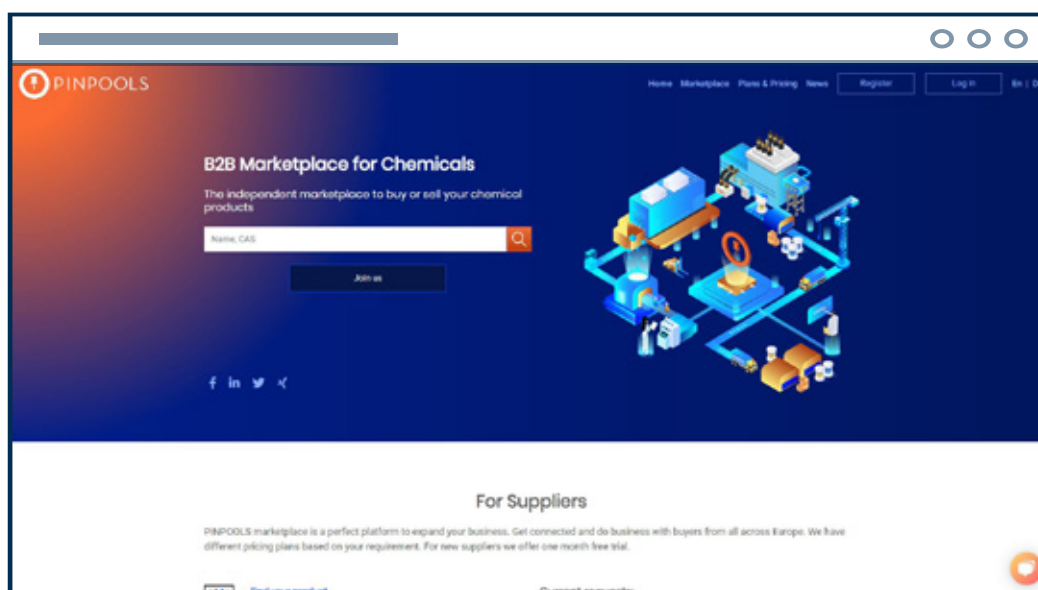 PINPOOLS
Home Marketplace Plans & Pricing News Register Log in En | D
B2B Marketplace for Chemicals
The independent marketplace to buy or sell your chemical
products
Name, CAS
Join us
For Suppliers
PINPOOLS marketplace is a perfect platform to expand your business. Get connected and do business with buyers from all across Europe. We have
different pricing plans based on your requirement. For new suppliers we offer one month free trial.